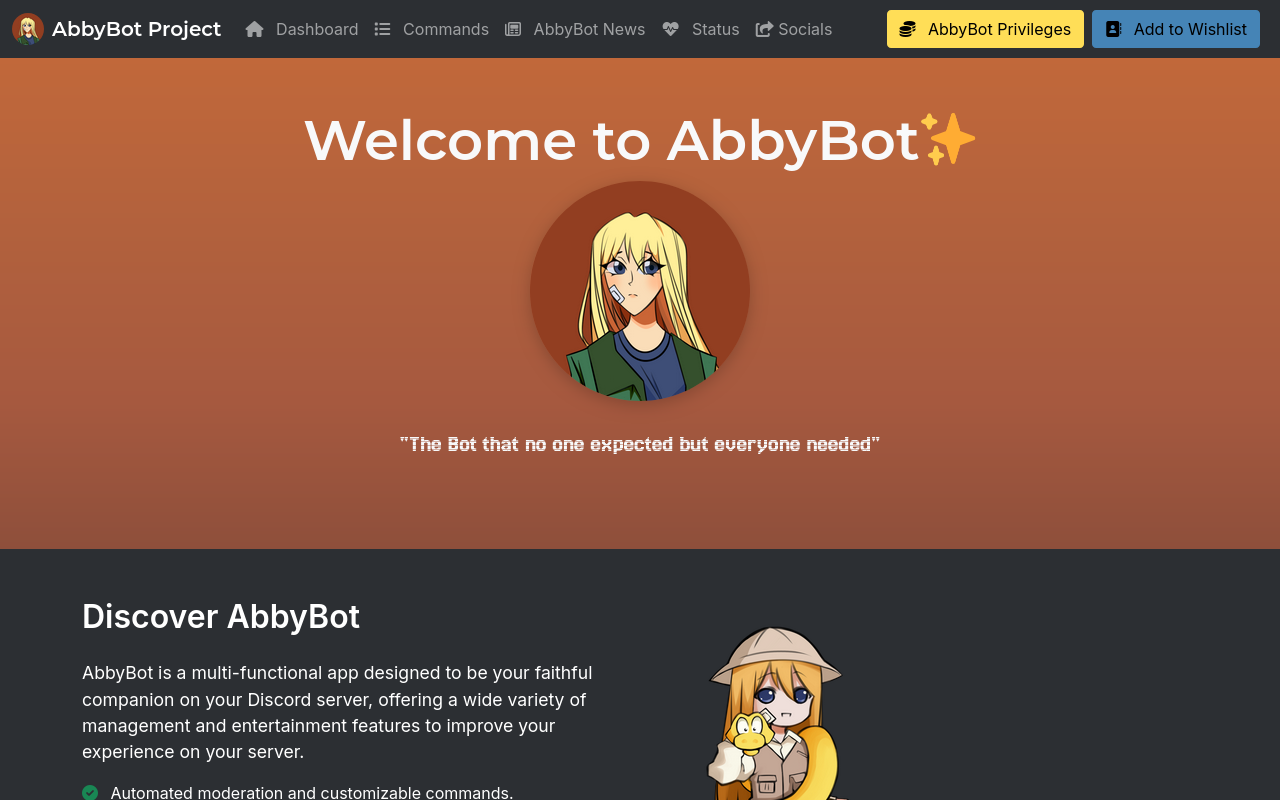 AbbyBot Project
Dashboard
Commands
AbbyBot News
Status
Socials
AbbyBot Privileges
Add to Wishlist
Welcome to AbbyBot✨
"The Bot that no one expected but everyone needed"
Discover AbbyBot
AbbyBot is a multi-functional app designed to be your faithful
companion on your Discord server, offering a wide variety of
management and entertainment features to improve your
experience on your server.
Automated moderation and customizable commands.